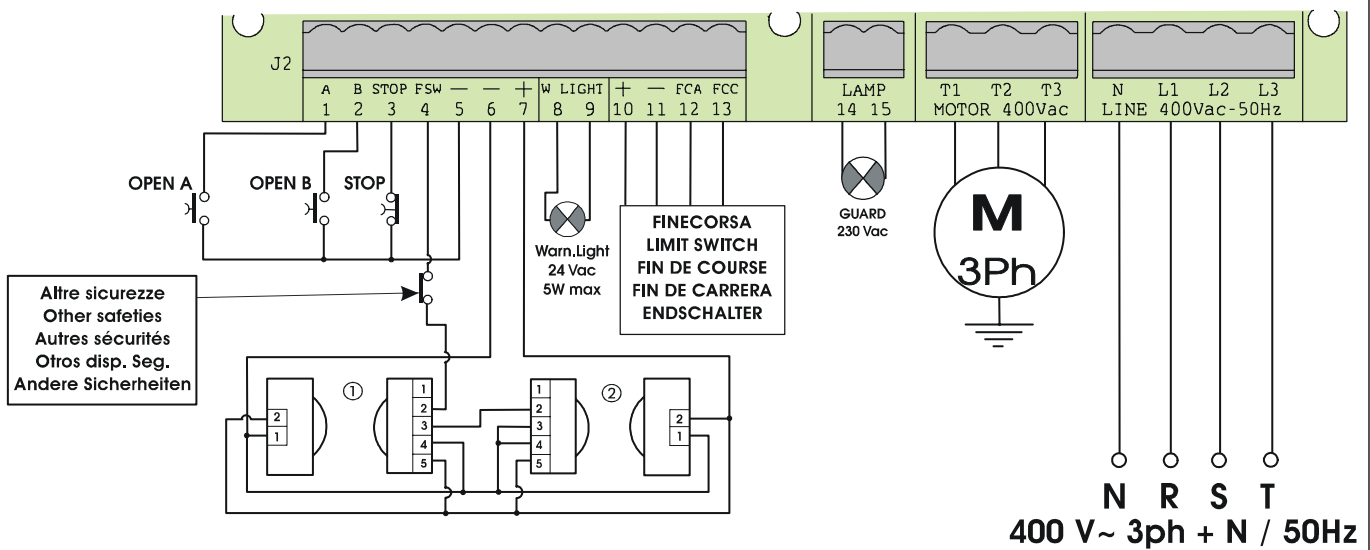 J2
A B STOP FSW — — + W LIGHT + — FCA FCC
1 2 3 4 5 6 7 8 9 10 11 12 13
LAMP
14 15
T1 T2 T3
MOTOR 400Vac
N L1 L2 L3
LINE 400Vac-50Hz
OPEN A
OPEN B
STOP
Warn.Light
24 Vac
5W max
FINECORSA
LIMIT SWITCH
FIN DE COURSE
FIN DE CARRERA
ENDSCHALTER
GUARD
230 Vac
M
3Ph
Altre sicurezze
Other safeties
Autres sécurités
Otros disp. Seg.
Andere Sicherheiten
2
1
①
1
2
3
4
5
1
2
3
4
5
②
2
1
N R S T
400 V~ 3ph + N / 50Hz